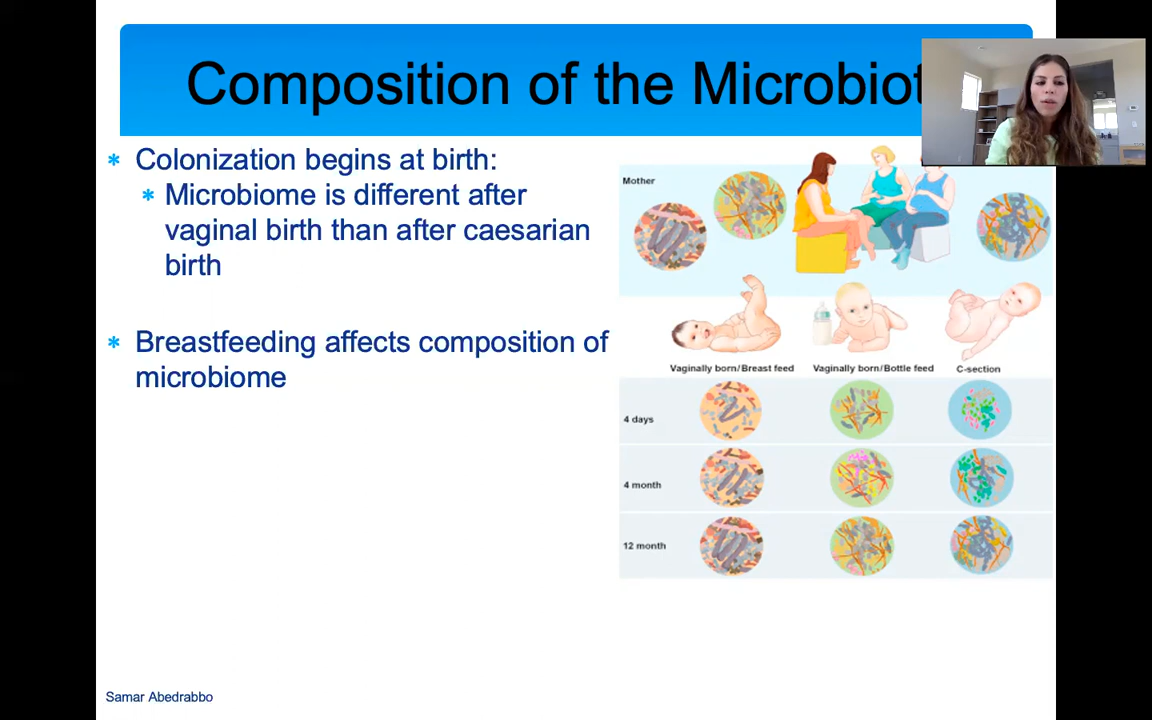 Composition of the Microbiot
Colonization begins at birth:
Microbiome is different after
vaginal birth than after caesarian
birth
Breastfeeding affects composition of
microbiome
Mother
Vaginally born/Breast feed
Vaginally born/Bottle feed
C-section
4 days
4 month
12 month
Samar Abedrabbo